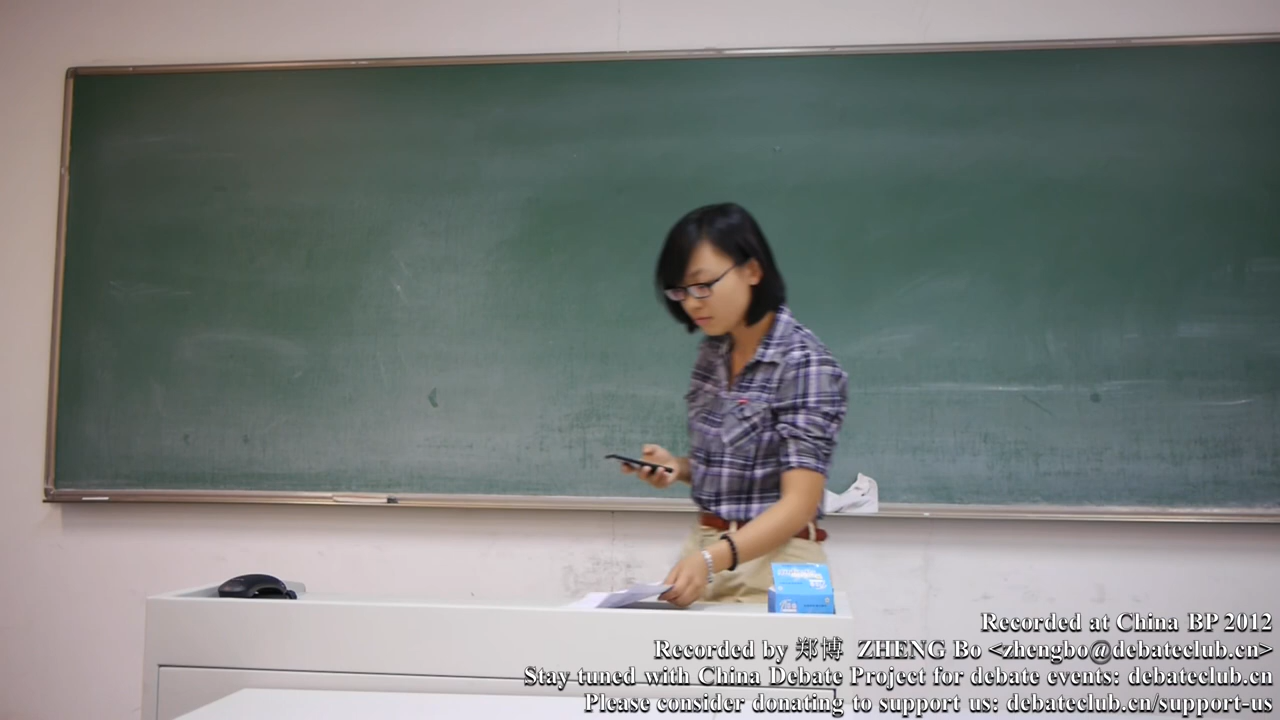 Recorded at China BP 2012
Recorded by 郑博 ZHENG Bo <zhengbo@debateclub.cn>
Stay tuned with China Debate Project for debate events: debateclub.cn
Please consider donating to support us: debateclub.cn/support-us